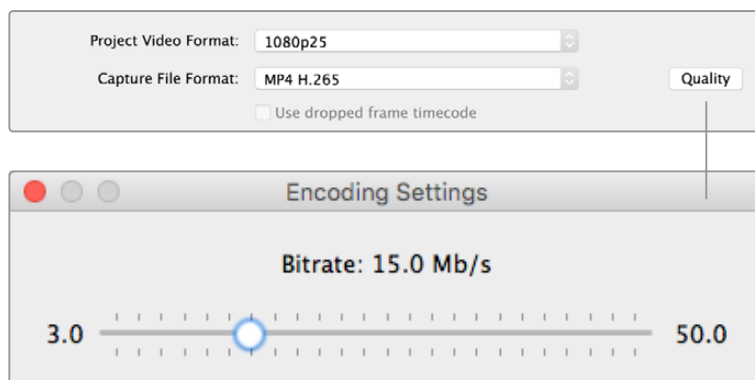 Project Video Format: 1080p25
Capture File Format: MP4 H.265 Quality
Use dropped frame timecode
Encoding Settings
Bitrate: 15.0 Mb/s
3.0 50.0